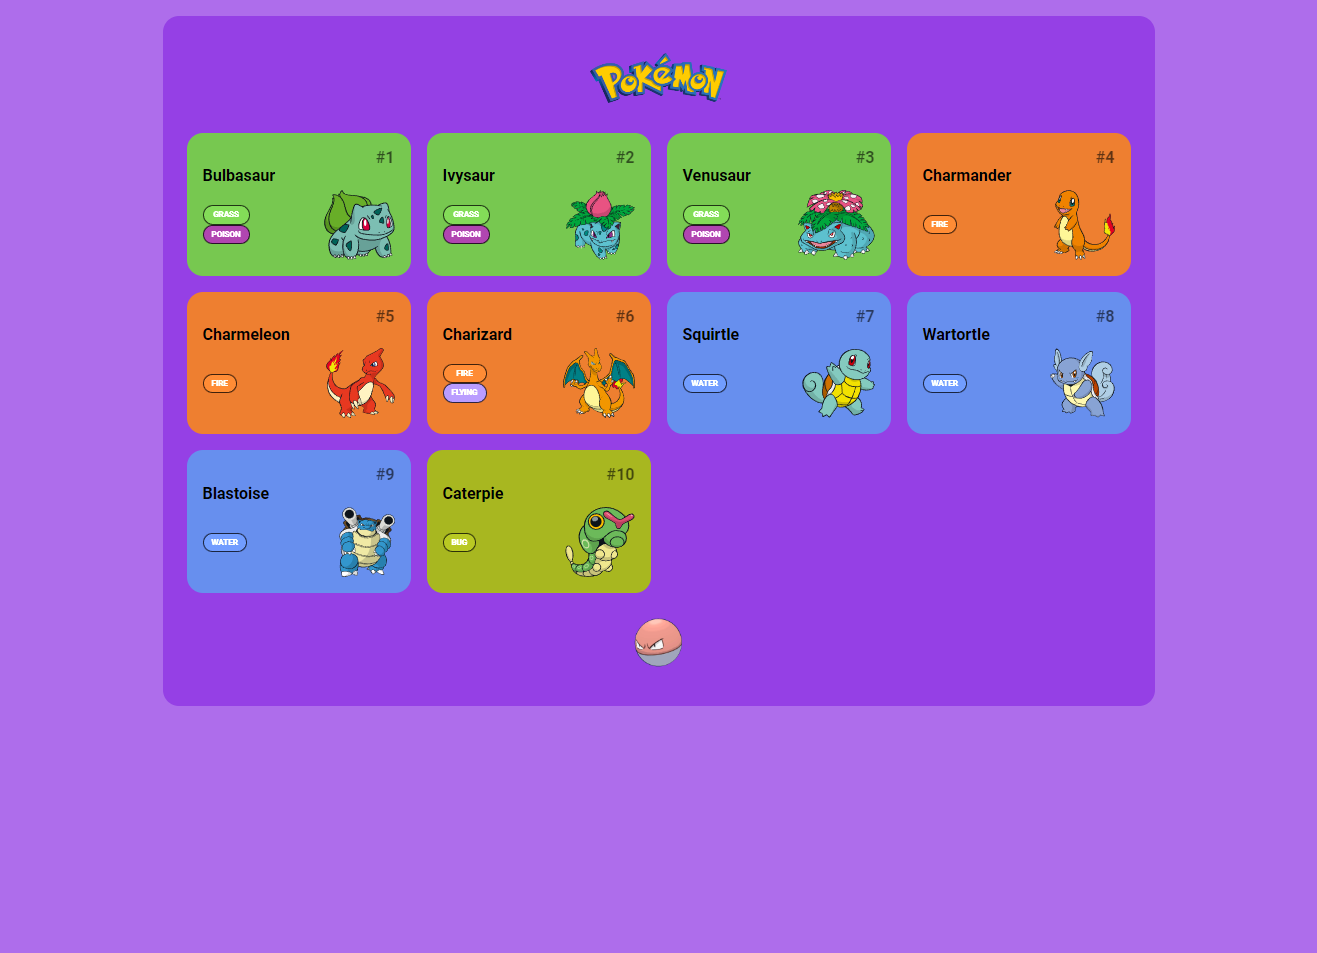 POKéMON
#1
Bulbasaur
GRASS
POISON
#2
Ivysaur
GRASS
POISON
#3
Venusaur
GRASS
POISON
#4
Charmander
FIRE
#5
Charmeleon
FIRE
#6
Charizard
FIRE
FLYING
#7
Squirtle
WATER
#8
Wartortle
WATER
#9
Blastoise
WATER
#10
Caterpie
BUG